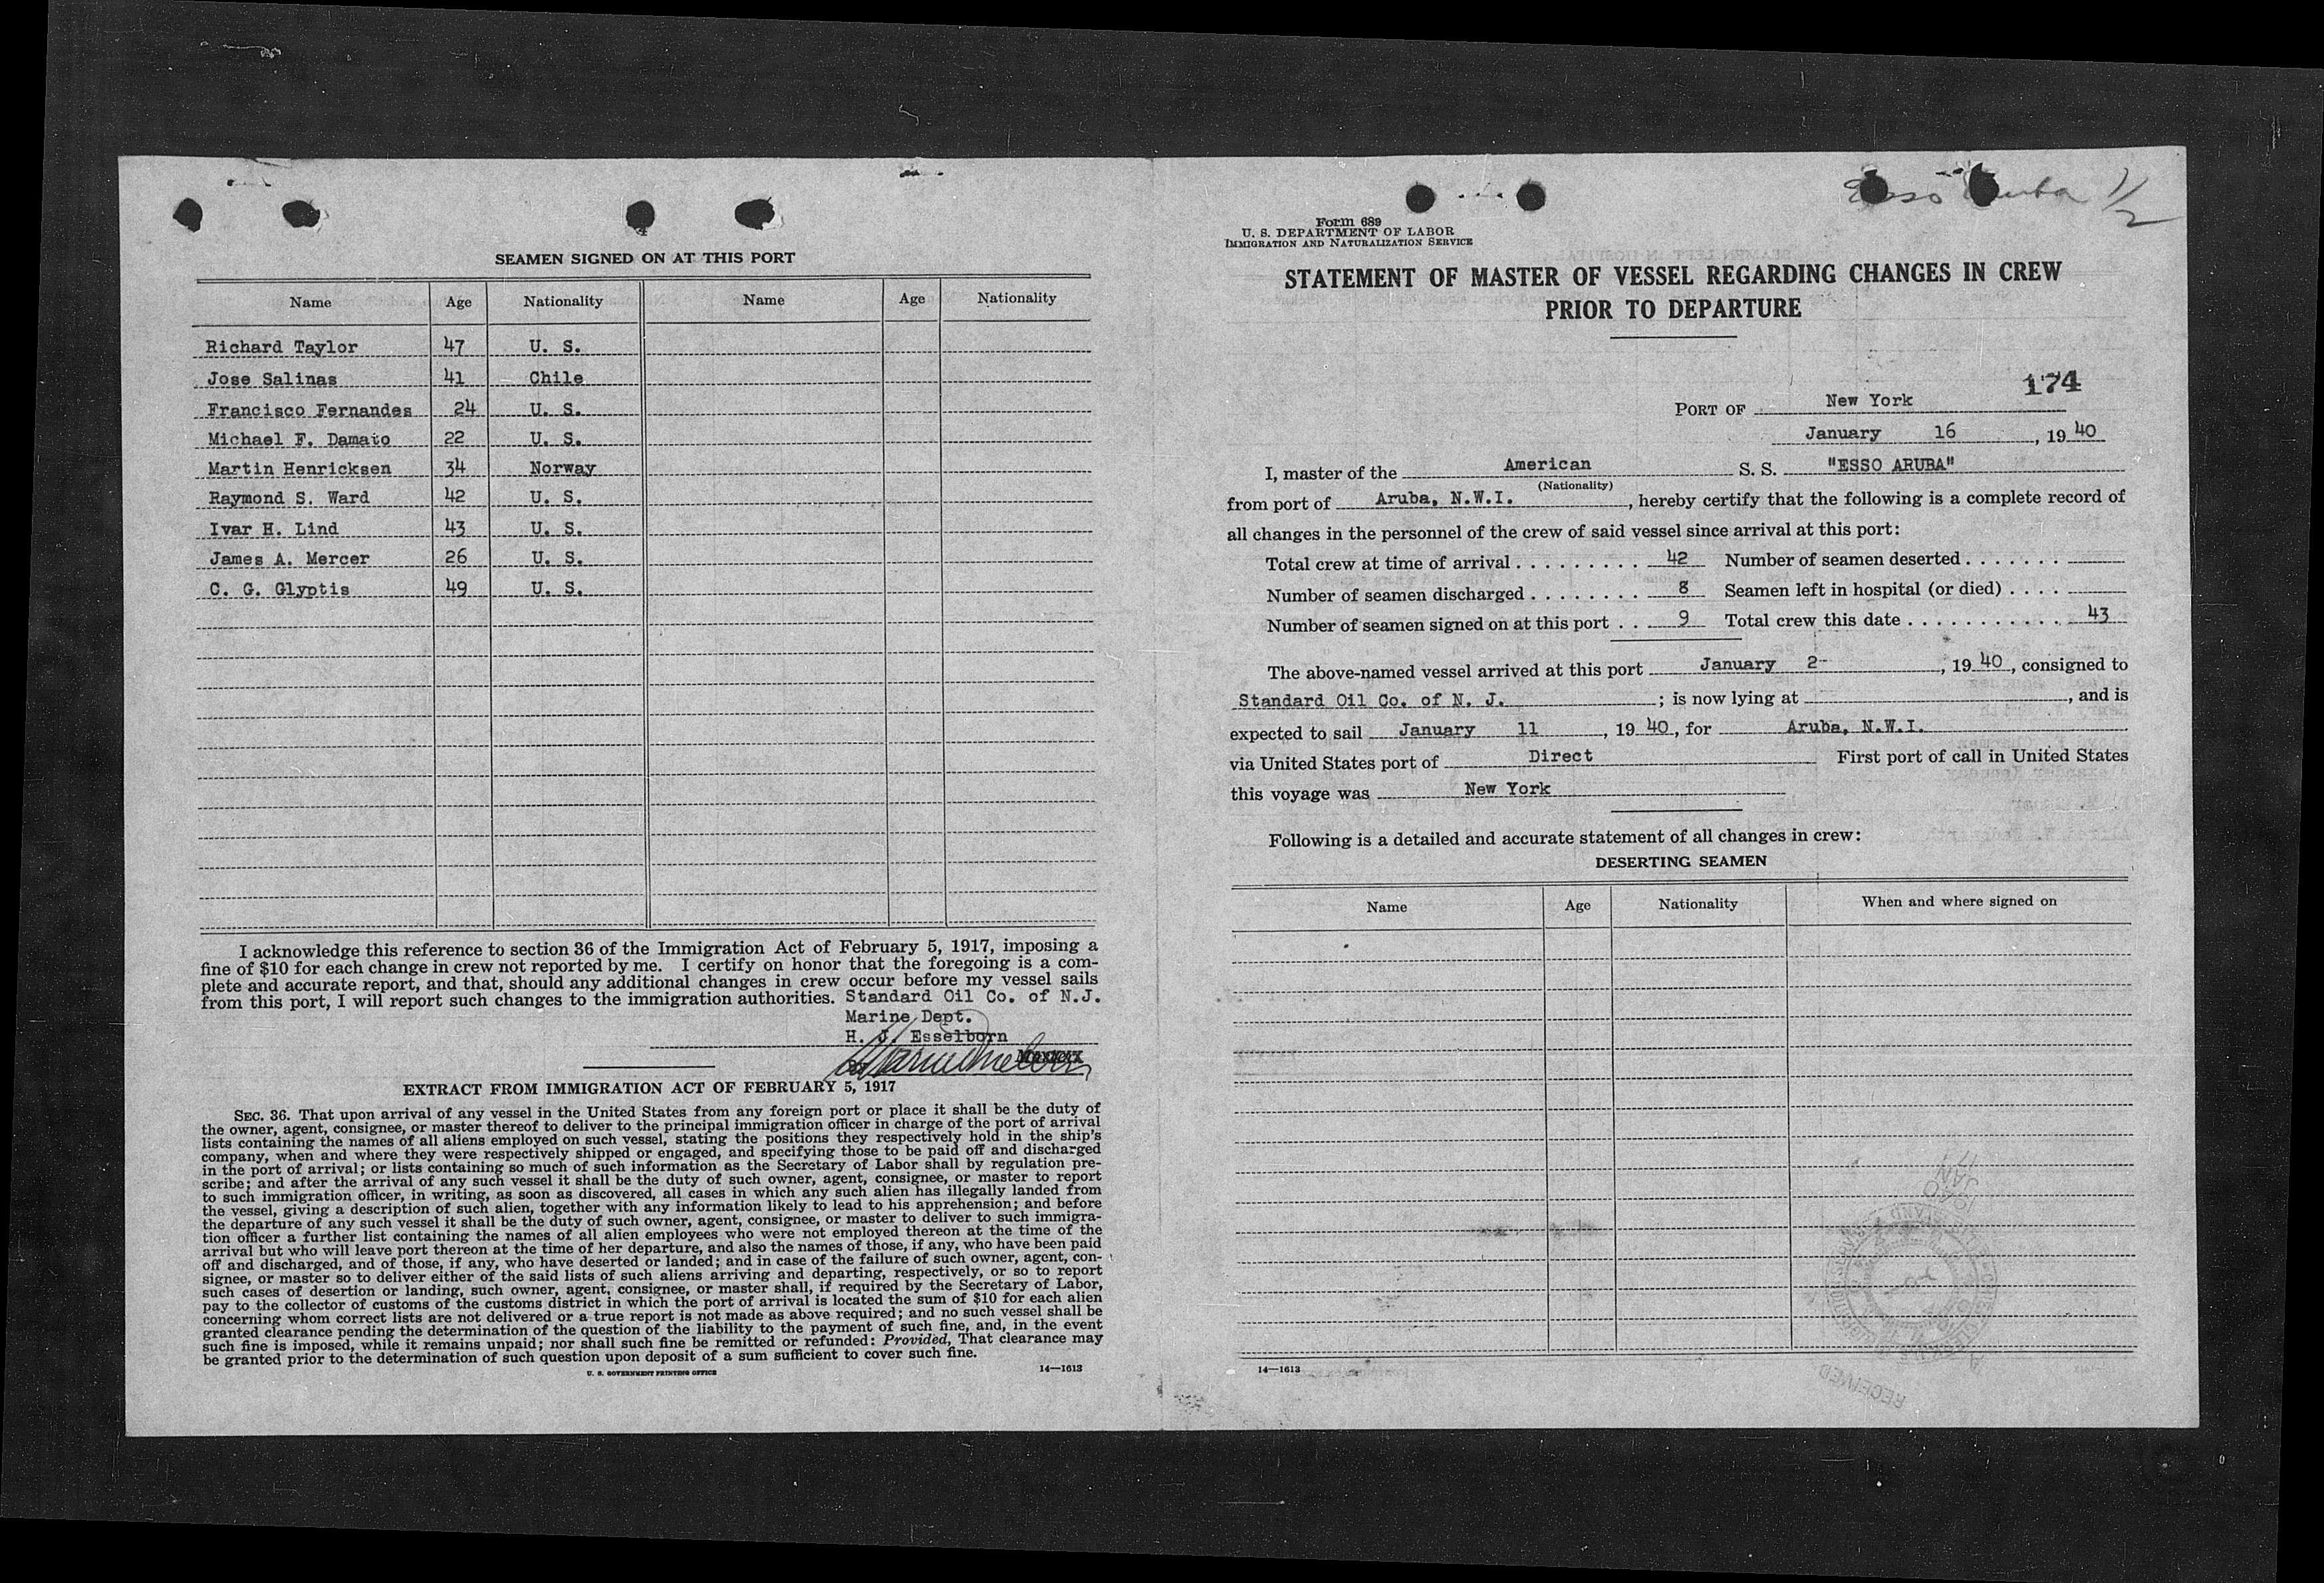 SEAMEN SIGNED ON AT THIS PORT
Name Age Nationality Name Age Nationality
Richard Taylor 47 U. S.
Jose Salinas 41 Chile
Francisco Fernandes 24 U. S.
Michael F. Damato 22 U. S.
Martin Henricksen 34 Norway
Raymond S. Ward 42 U. S.
Ivar H. Lind 43 U. S.
James A. Mercer 26 U. S.
C. G. Glyptis 49 U. S.
I acknowledge this reference to section 36 of the Immigration Act of February 5, 1917, imposing a
fine of $10 for each change in crew not reported by me. I certify on honor that the foregoing is a com-
plete and accurate report, and that, should any additional changes in crew occur before my vessel sails
from this port, I will report such changes to the immigration authorities. Standard Oil Co. of N.J.
Marine Dept.
H. J. Esselborn
EXTRACT FROM IMMIGRATION ACT OF FEBRUARY 5, 1917
SEC. 36. That upon arrival of any vessel in the United States from any foreign port or place it shall be the duty of
the owner, agent, consignee, or master thereof to deliver to the principal immigration officer in charge of the port of arrival
lists containing the names of all aliens employed on such vessel, stating the positions they respectively hold in the ship's
company, when and where they were respectively shipped or engaged, and specifying those to be paid off and discharged
in the port of arrival; or lists containing so much of such information as the Secretary of Labor shall by regulation pre-
scribe; and after the arrival of any such vessel it shall be the duty of such owner, agent, consignee, or master to report
to such immigration officer, in writing, as soon as discovered, all cases in which any such alien has illegally landed from
the vessel, giving a description of such alien, together with any information likely to lead to his apprehension; and before
the departure of any such vessel it shall be the duty of such owner, agent, consignee, or master to deliver to such immigra-
tion officer a further list containing the names of all alien employees who were not employed thereon at the time of the
arrival but who will leave port thereon at the time of her departure, and also the names of those, if any, who have been paid
off and discharged, and of those, if any, who have deserted or landed; and in case of the failure of such owner, agent, con-
signee, or master so to deliver either of the said lists of such aliens arriving and departing, respectively, or so to report
such cases of desertion or landing, such owner, agent, consignee, or master shall, if required by the Secretary of Labor,
pay to the collector of customs of the customs district in which the port of arrival is located the sum of $10 for each alien
concerning whom correct lists are not delivered or a true report is not made as above required; and no such vessel shall be
granted clearance pending the determination of the question of the liability to the payment of such fine, and, in the event
such fine is imposed, while it remains unpaid; nor shall such fine be remitted or refunded: Provided, That clearance may
be granted prior to the determination of such question upon deposit of a sum sufficient to cover such fine.
U. S. GOVERNMENT PRINTING OFFICE 14—1613
Esso Aruba 1/2
Form 689
U. S. DEPARTMENT OF LABOR
IMMIGRATION AND NATURALIZATION SERVICE
STATEMENT OF MASTER OF VESSEL REGARDING CHANGES IN CREW
PRIOR TO DEPARTURE
174
PORT OF New York
January 16, 1940
I, master of the American S. S. "ESSO ARUBA"
(Nationality)
from port of Aruba, N.W.I., hereby certify that the following is a complete record of
all changes in the personnel of the crew of said vessel since arrival at this port:
Total crew at time of arrival . . . . . . . . . 42 Number of seamen deserted . . . . . . .
Number of seamen discharged . . . . . . . . 8 Seamen left in hospital (or died) . . . .
Number of seamen signed on at this port . . . 9 Total crew this date . . . . . . . . . . . 43
The above-named vessel arrived at this port January 2-, 1940, consigned to
Standard Oil Co. of N. J. ; is now lying at , and is
expected to sail January 11, 1940, for Aruba, N.W.I.
via United States port of Direct First port of call in United States
this voyage was New York
Following is a detailed and accurate statement of all changes in crew:
DESERTING SEAMEN
Name Age Nationality When and where signed on
JAN 17
1940
RECEIVED
14—1613